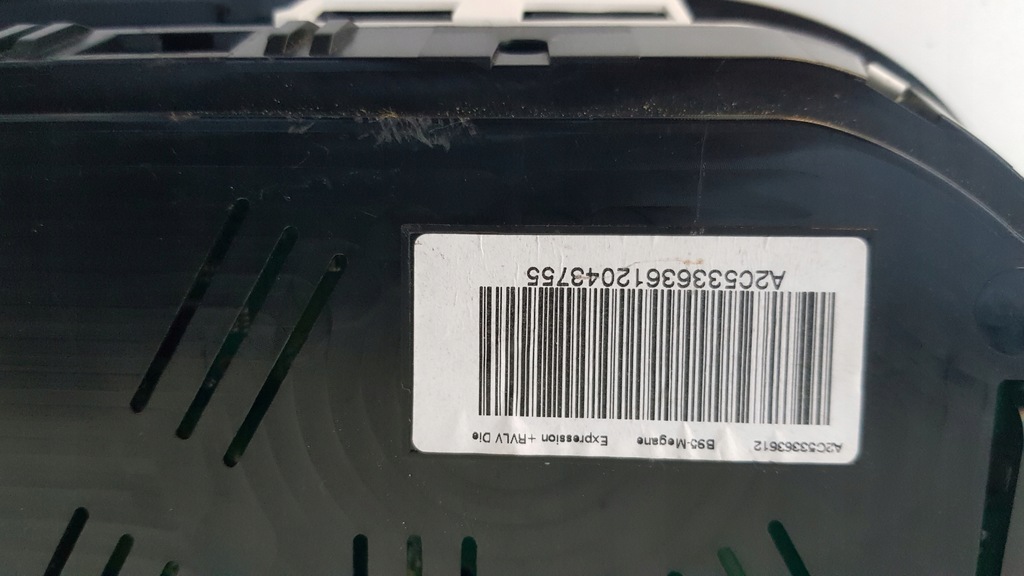 A2C53363612 B95-Megane Expression +RVLV Die
A2C53363612043755